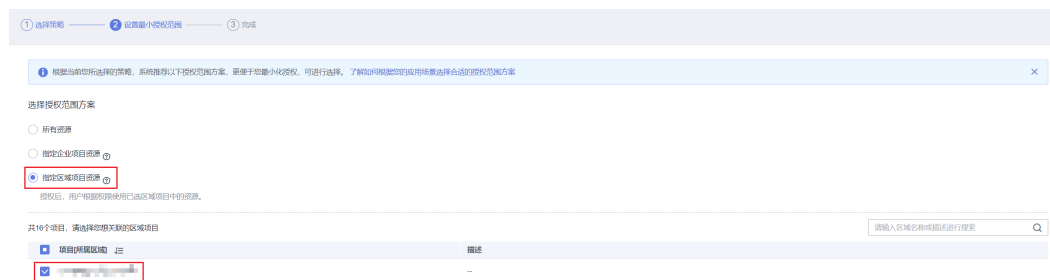 1 选择策略 2 设置最小授权范围 3 完成
根据当前您所选择的策略，系统推荐以下授权范围方案，更便于您最小化授权，可进行选择。 了解如何根据您的应用场景选择合适的授权范围方案
选择授权范围方案
所有资源
指定企业项目资源
指定区域项目资源
授权后，用户根据权限使用已选区域项目中的资源。
共16个项目，请选择您想关联的区域项目 请输入区域名称或描述进行搜索
项目[所属区域] 描述
--